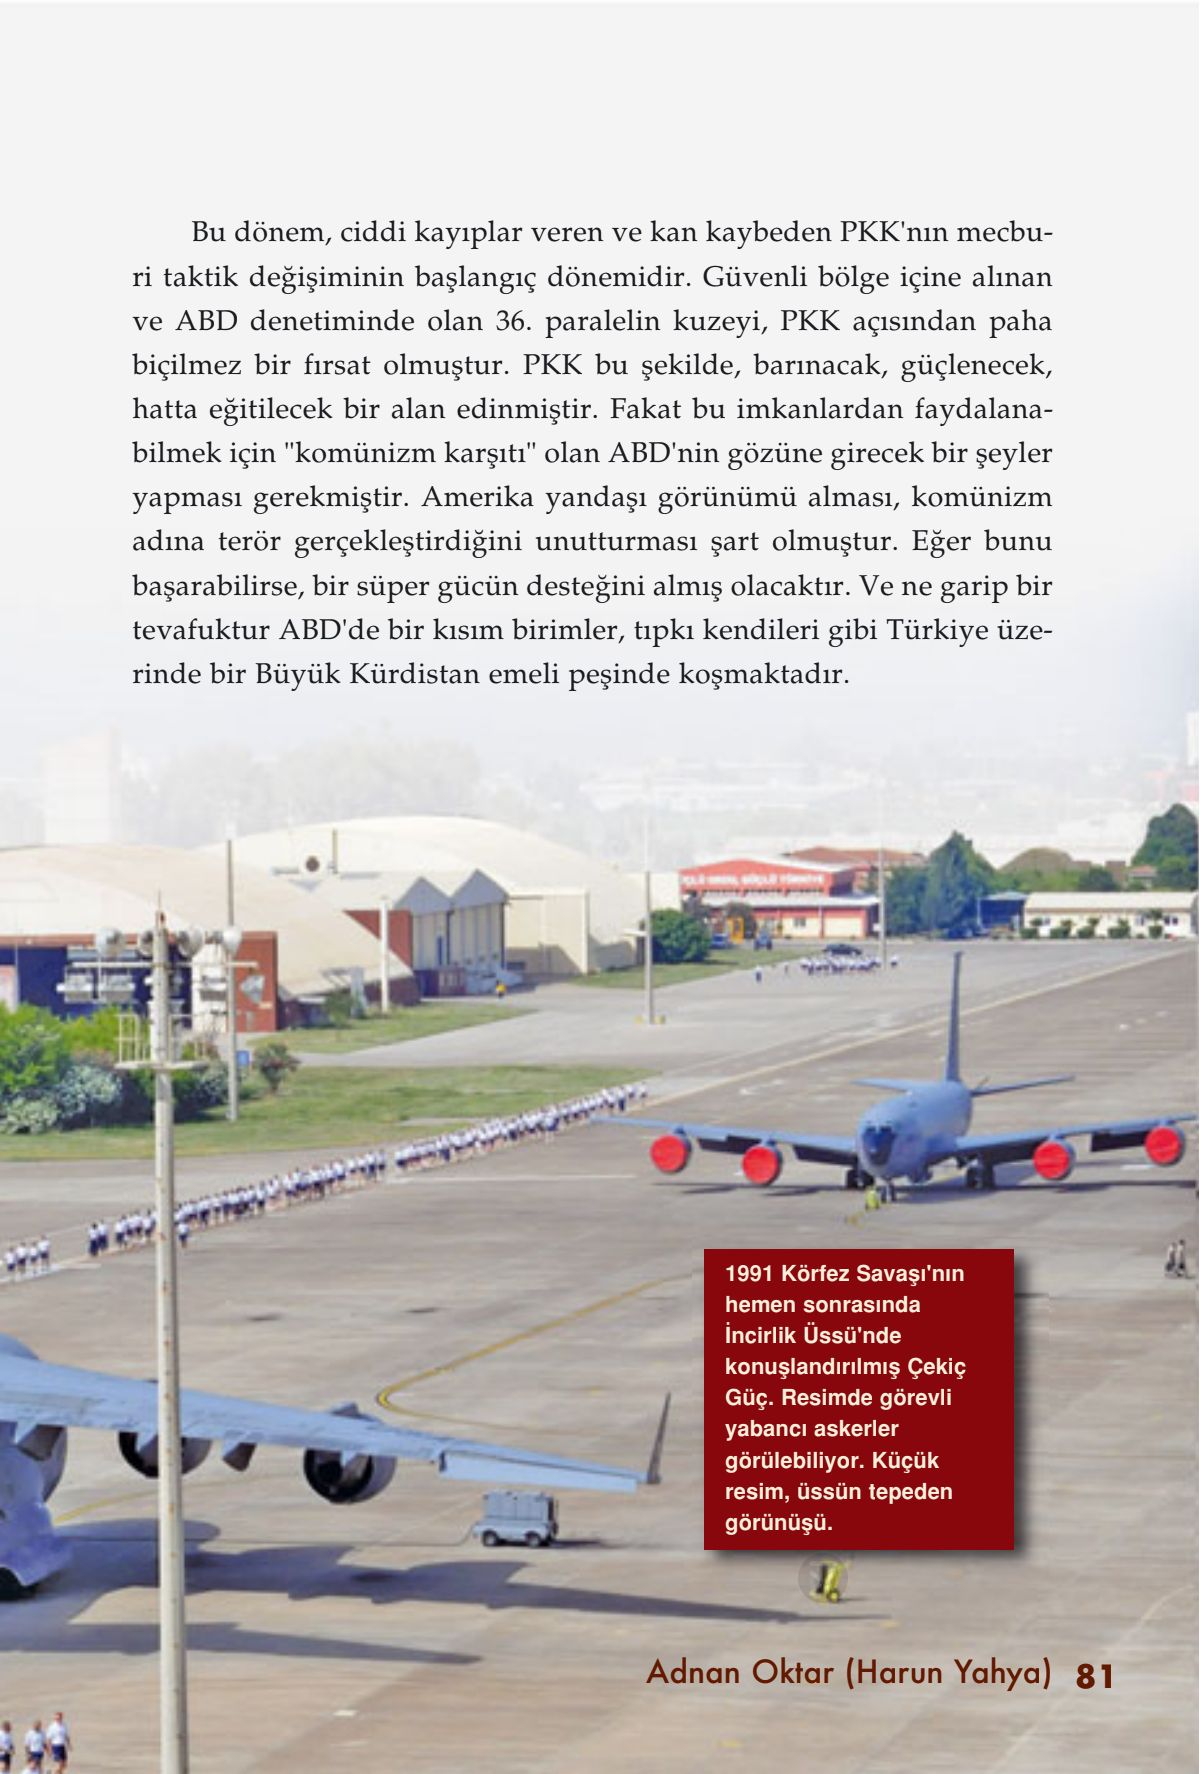 Bu dönem, ciddi kayıplar veren ve kan kaybeden PKK'nın mecbu-
ri taktik değişiminin başlangıç dönemidir. Güvenli bölge içine alınan
ve ABD denetiminde olan 36. paralelin kuzeyi, PKK açısından paha
biçilmez bir fırsat olmuştur. PKK bu şekilde, barınacak, güçlenecek,
hatta eğitilecek bir alan edinmiştir. Fakat bu imkanlardan faydalana-
bilmek için "komünizm karşıtı" olan ABD'nin gözüne girecek bir şeyler
yapması gerekmiştir. Amerika yandaşı görünümü alması, komünizm
adına terör gerçekleştirdiğini unutturması şart olmuştur. Eğer bunu
başarabilirse, bir süper gücün desteğini almış olacaktır. Ve ne garip bir
tevafuktur ABD'de bir kısım birimler, tıpkı kendileri gibi Türkiye üze-
rinde bir Büyük Kürdistan emeli peşinde koşmaktadır.
1991 Körfez Savaşı'nın
hemen sonrasında
İncirlik Üssü'nde
konuşlandırılmış Çekiç
Güç. Resimde görevli
yabancı askerler
görülebiliyor. Küçük
resim, üssün tepeden
görünüşü.
Adnan Oktar (Harun Yahya) 81